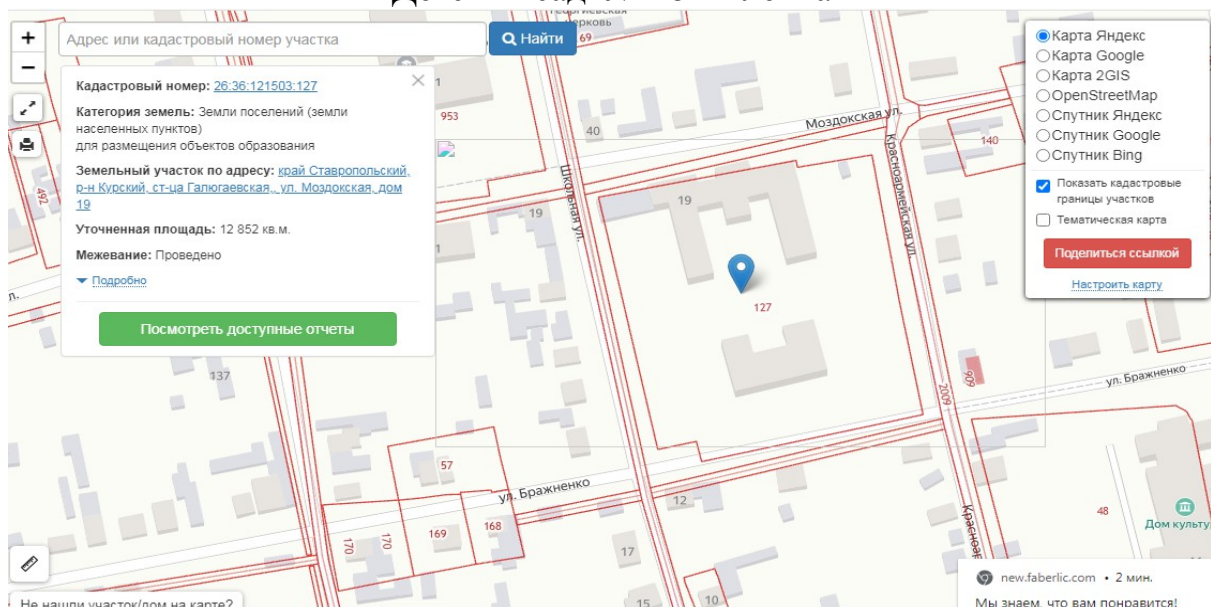 Георгиевская
церковь
Адрес или кадастровый номер участка
Найти
69
Кадастровый номер: 26:36:121503:127
Категория земель: Земли поселений (земли
населенных пунктов)
для размещения объектов образования
Земельный участок по адресу: край Ставропольский,
р-н Курский, ст-ца Галюгаевская,, ул. Моздокская, дом
19
Уточненная площадь: 12 852 кв.м.
Межевание: Проведено
Подробно
Посмотреть доступные отчеты
Карта Яндекс
Карта Google
Карта 2GIS
OpenStreetMap
Спутник Яндекс
Спутник Google
Спутник Bing
Показать кадастровые
границы участков
Тематическая карта
Поделиться ссылкой
Настроить карту
953
40
Моздокская ул.
140
492
Школьная ул.
Красноармейская ул.
19
19
127
137
2009
909
ул. Бражненко
57
ул. Бражненко
12
170
170
169
168
17
48
Дом культу
15
10
new.faberlic.com • 2 мин.
Не нашли участок/дом на карте?
Мы знаем, что вам понравится!